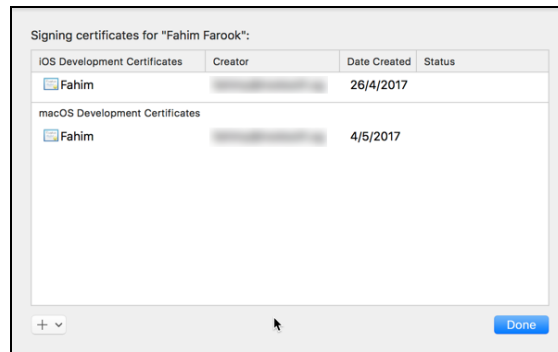 Signing certificates for "Fahim Farook":
iOS Development Certificates Creator Date Created Status
Fahim 26/4/2017
macOS Development Certificates
Fahim 4/5/2017
Done